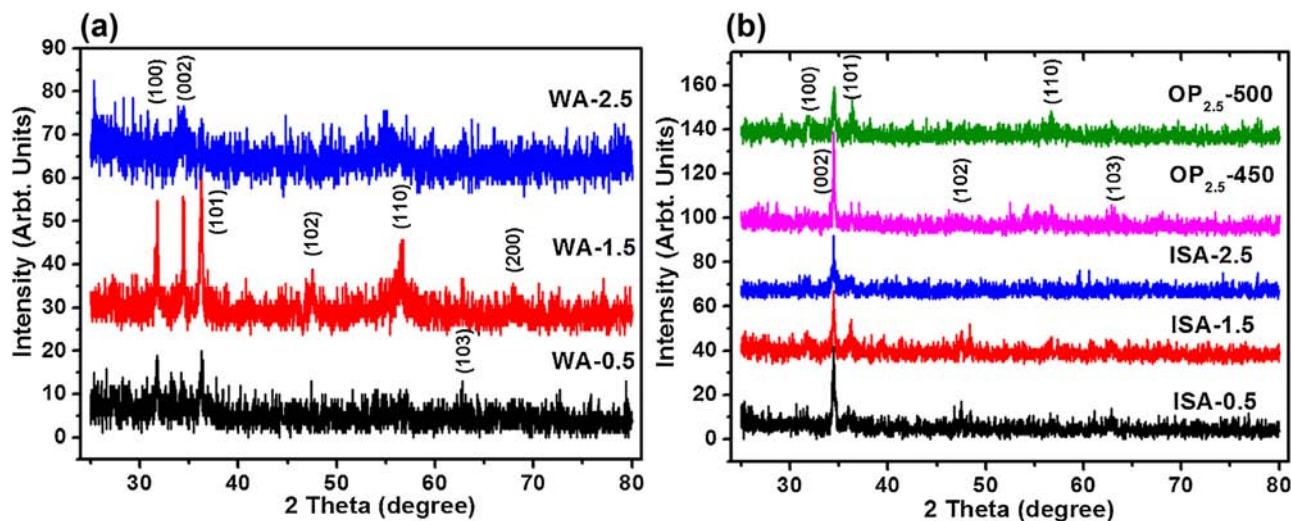 (a)
90
80
70
60
50
40
30
20
10
0
Intensity (Arbt. Units)
(100)
(002)
WA-2.5
(101)
(102)
(110)
(200)
WA-1.5
(103)
WA-0.5
30 40 50 60 70 80
2 Theta (degree)
(b)
160
140
120
100
80
60
40
20
0
Intensity (Arbt. Units)
(100)
(101)
(110)
OP2.5-500
(002)
(102)
(103)
OP2.5-450
ISA-2.5
ISA-1.5
ISA-0.5
30 40 50 60 70 80
2 Theta (degree)